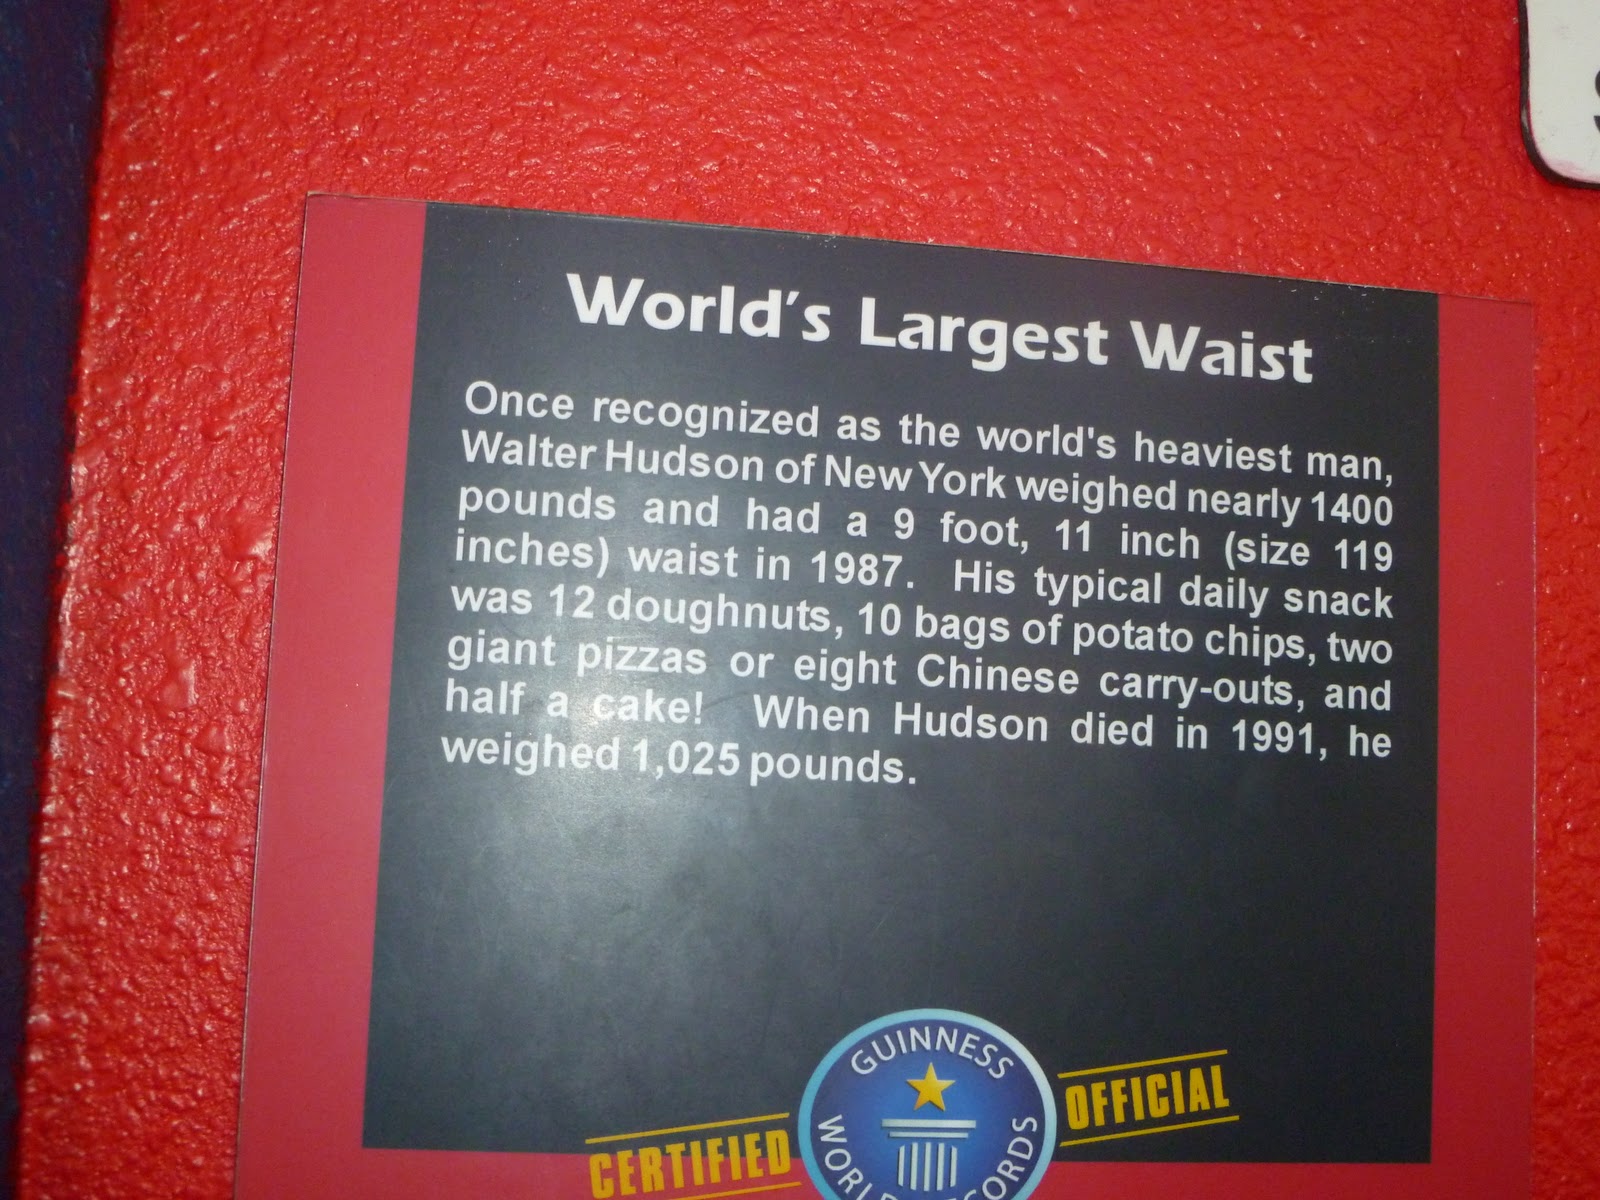 World's Largest Waist
Once recognized as the world's heaviest man,
Walter Hudson of New York weighed nearly 1400
pounds and had a 9 foot, 11 inch (size 119
inches) waist in 1987. His typical daily snack
was 12 doughnuts, 10 bags of potato chips, two
giant pizzas or eight Chinese carry-outs, and
half a cake! When Hudson died in 1991, he
weighed 1,025 pounds.
GUINNESS
CERTIFIED
OFFICIAL